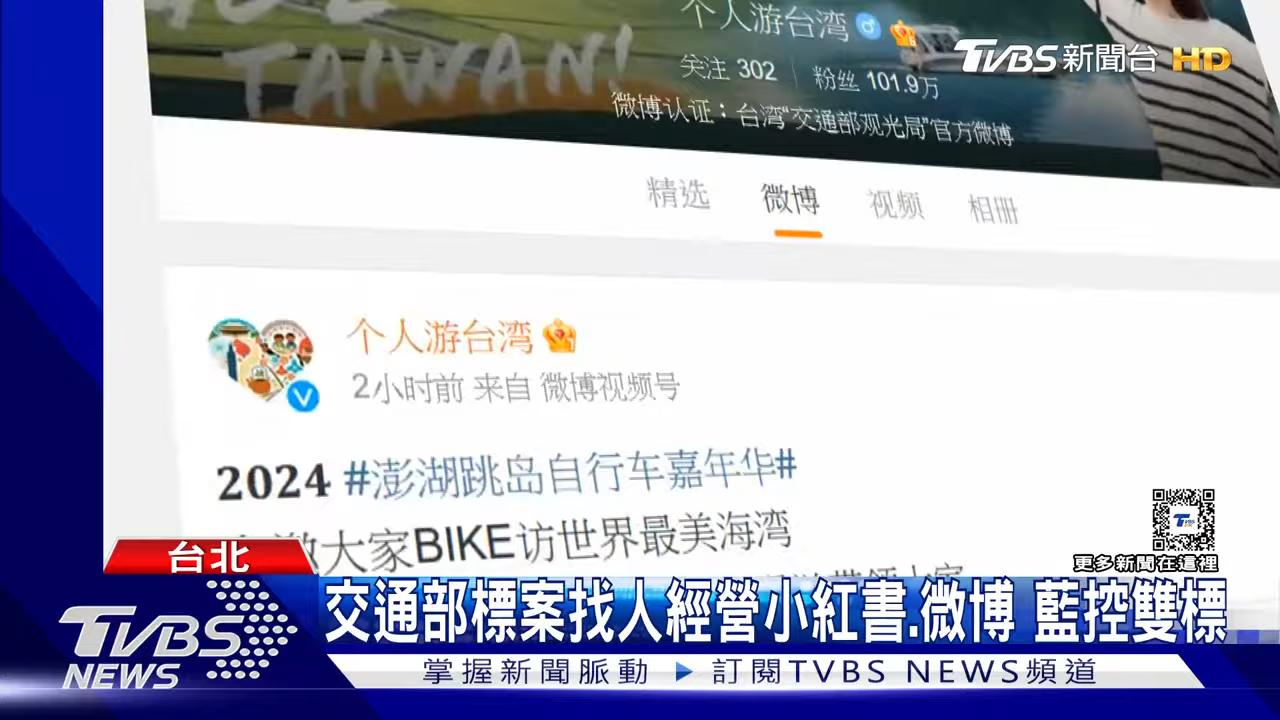 TAIWAN!
个人游台湾
关注 302 粉丝 101.9万
微博认证：台湾“交通部观光局”官方微博
TVBS新聞台 HD
精选 微博 视频 相册
个人游台湾
2小时前 来自 微博视频号
2024 #澎湖跳岛自行车嘉年华#
大家BIKE访世界最美海湾
更多新聞在這裡
台北
交通部標案找人經營小紅書.微博 藍控雙標
TVBS NEWS
掌握新聞脈動 ▶ 訂閱TVBS NEWS頻道